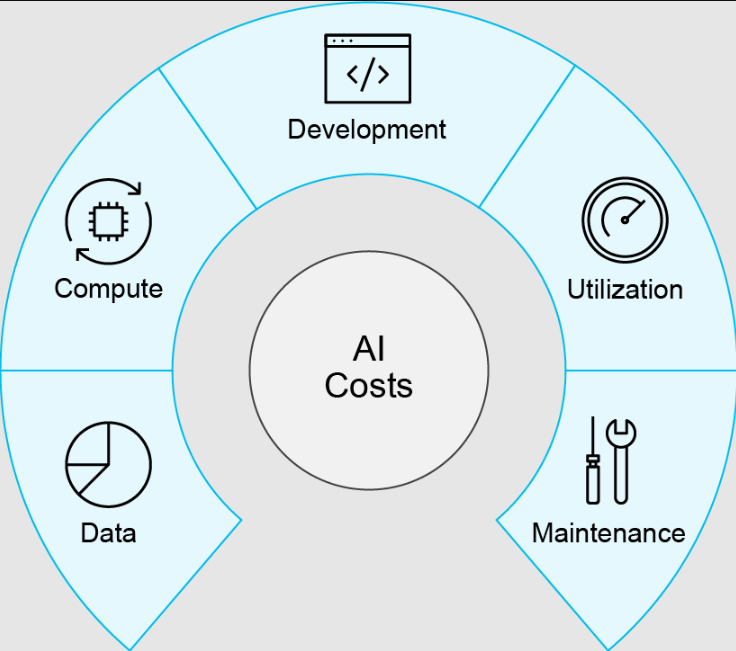 Development
Compute
Utilization
AI
Costs
Data
Maintenance